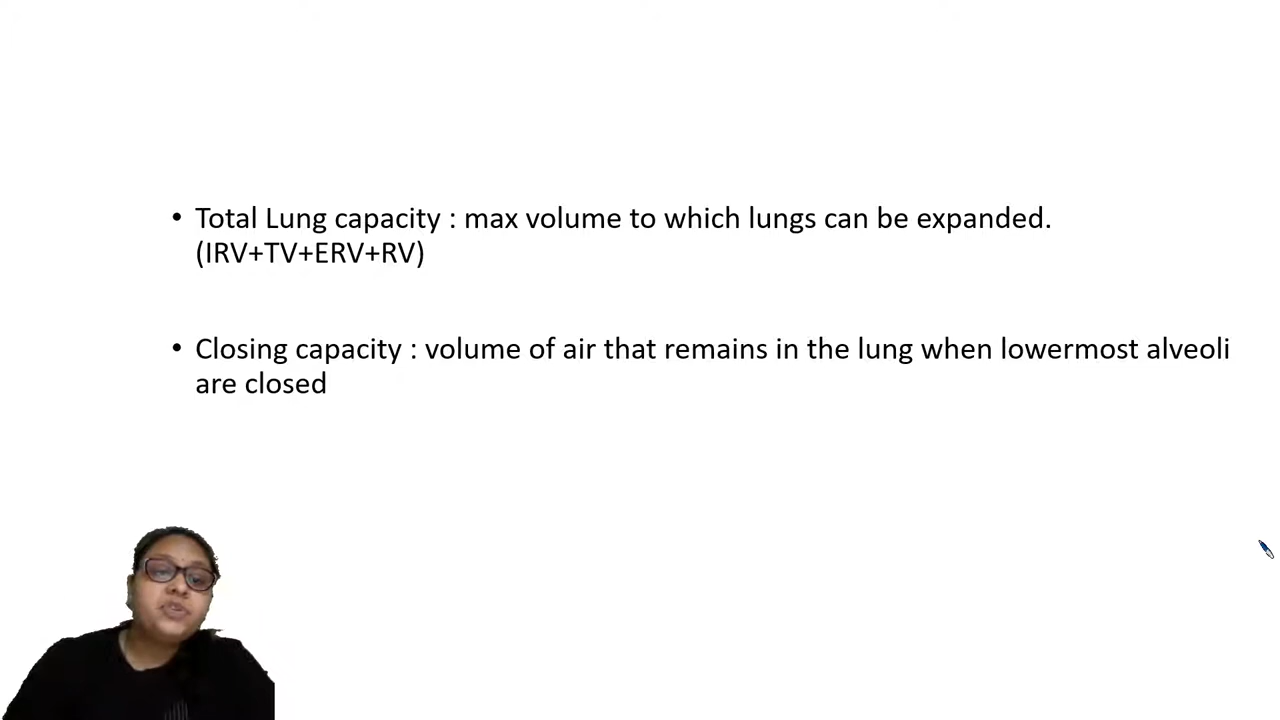 • Total Lung capacity : max volume to which lungs can be expanded.
(IRV+TV+ERV+RV)
• Closing capacity : volume of air that remains in the lung when lowermost alveoli
are closed